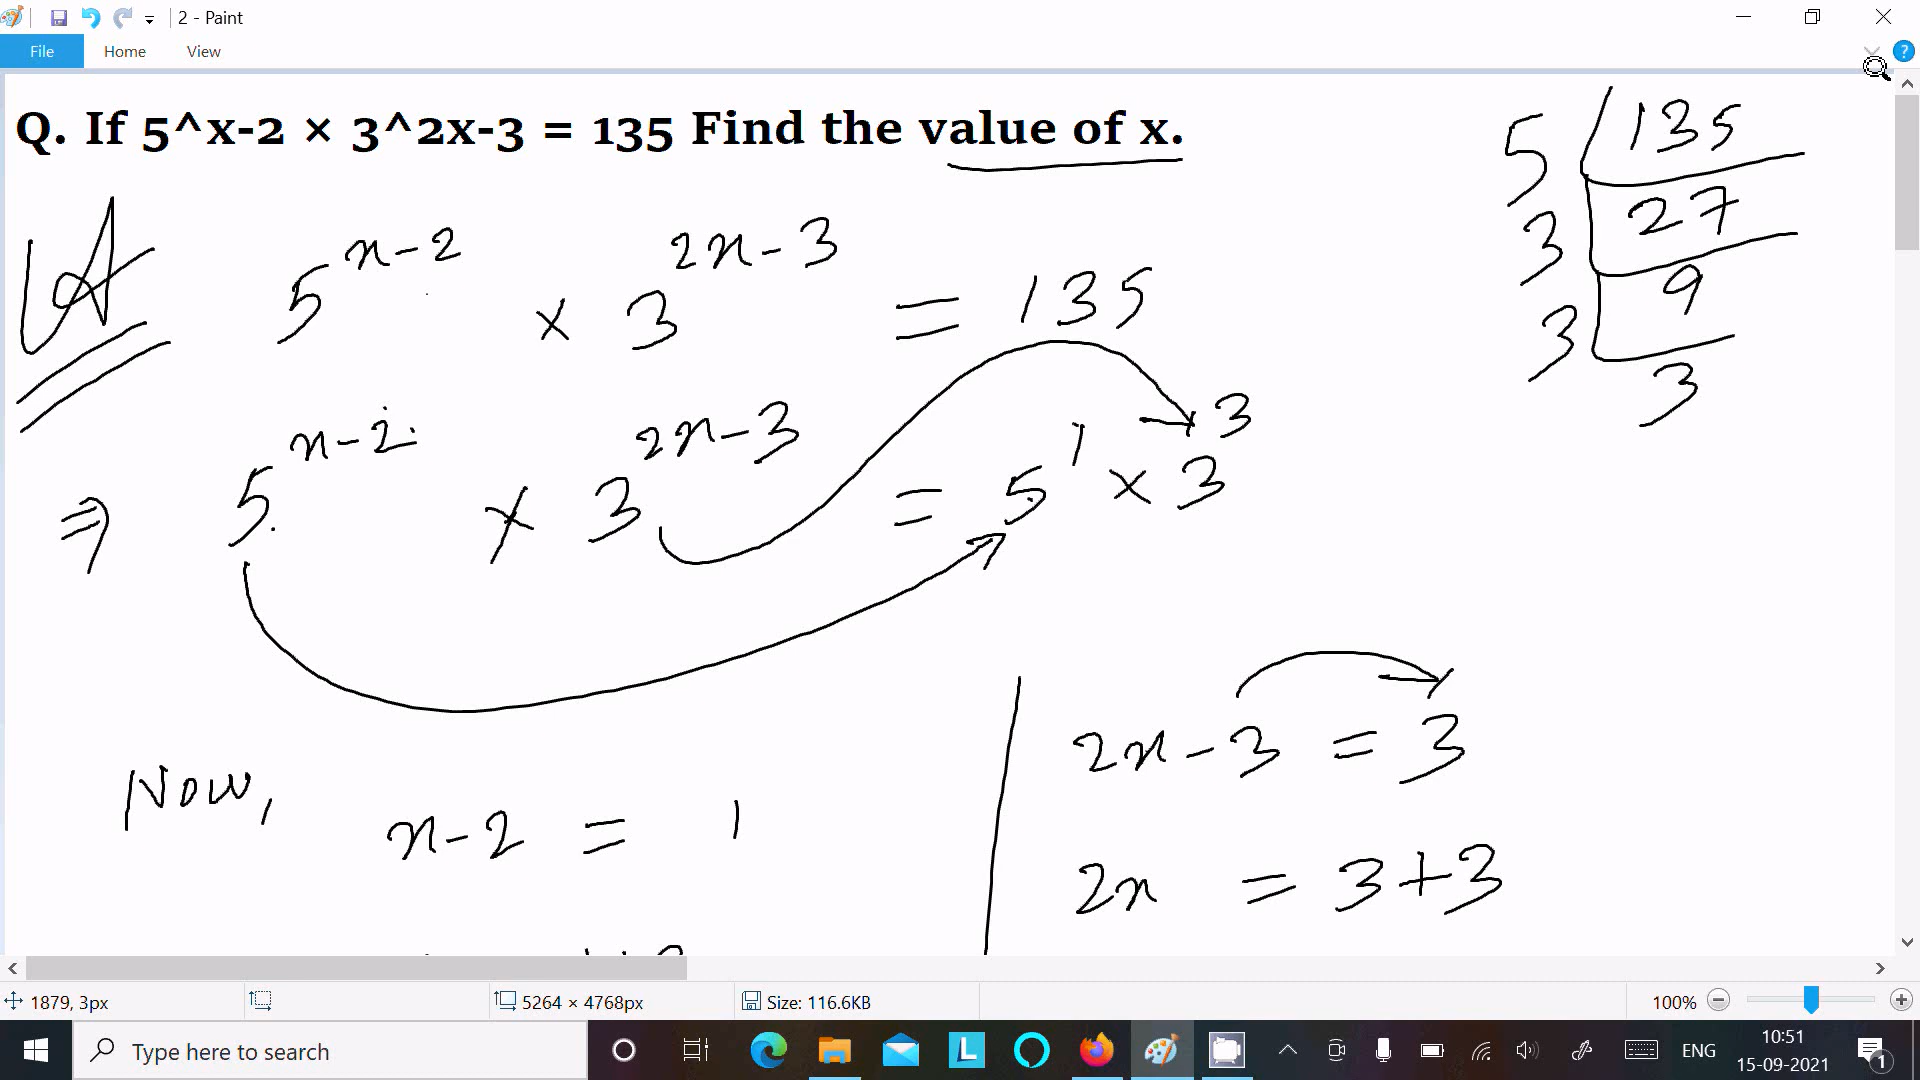 2 - Paint
File Home View
Q. If 5^x-2 × 3^2x-3 = 135 Find the value of x.
5 | 135
3 | 27
3 | 9
3
A
5^{x-2} × 3^{2x-3} = 135
⇒ 5^{x-2} × 3^{2x-3} = 5^1 × 3^3
Now,
x-2 = 1
2x-3 = 3
2x = 3+3
1879, 3px
5264 × 4768px
Size: 116.6KB
100%
Type here to search
L
ENG
10:51
15-09-2021
1